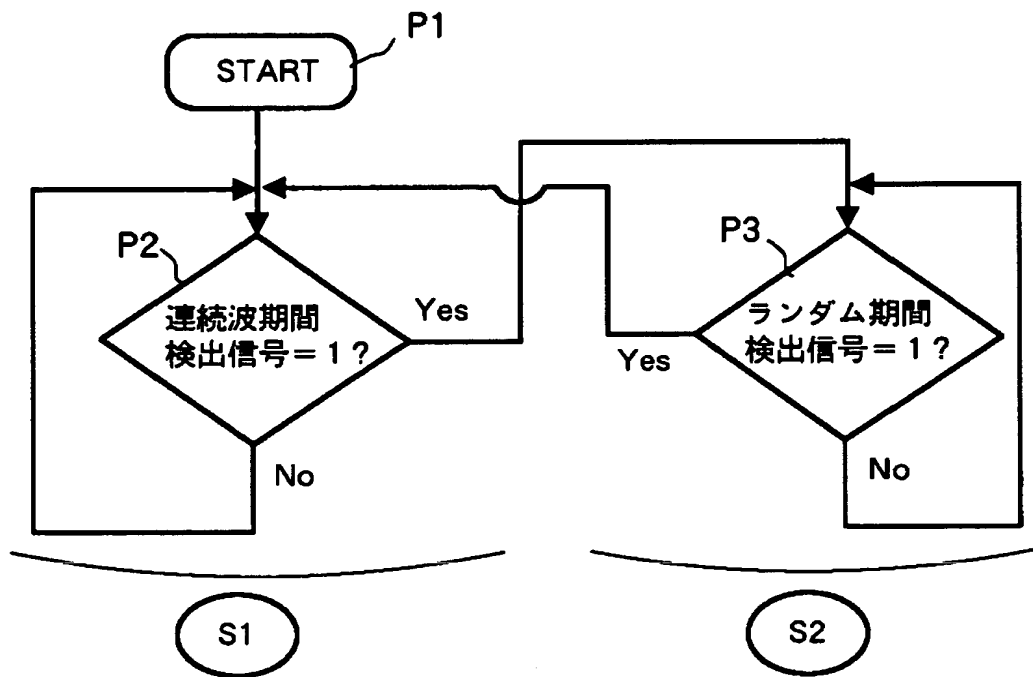 P1
START
P2
連続波期間
検出信号＝１？
Yes
No
P3
ランダム期間
検出信号＝１？
Yes
No
S1
S2